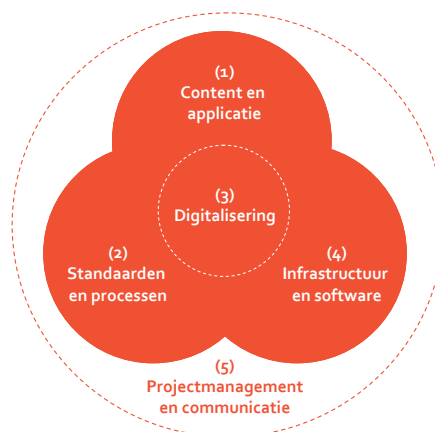 (1)
Content en
applicatie
(3)
Digitalisering
(2)
Standaarden
en processen
(4)
Infrastructuur
en software
(5)
Projectmanagement
en communicatie